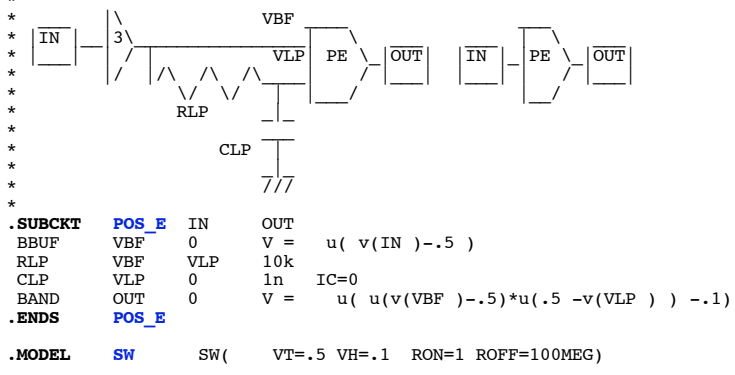 VBF
IN 3
VLP PE OUT IN PE OUT
RLP
CLP
.SUBCKT POS_E IN OUT
BBUF VBF 0 V = u( v(IN )-.5 )
RLP VBF VLP 10k
CLP VLP 0 1n IC=0
BAND OUT 0 V = u( u(v(VBF )-.5)*u(.5 -v(VLP ) ) -.1)
.ENDS POS_E
.MODEL SW SW( VT=.5 VH=.1 RON=1 ROFF=100MEG)